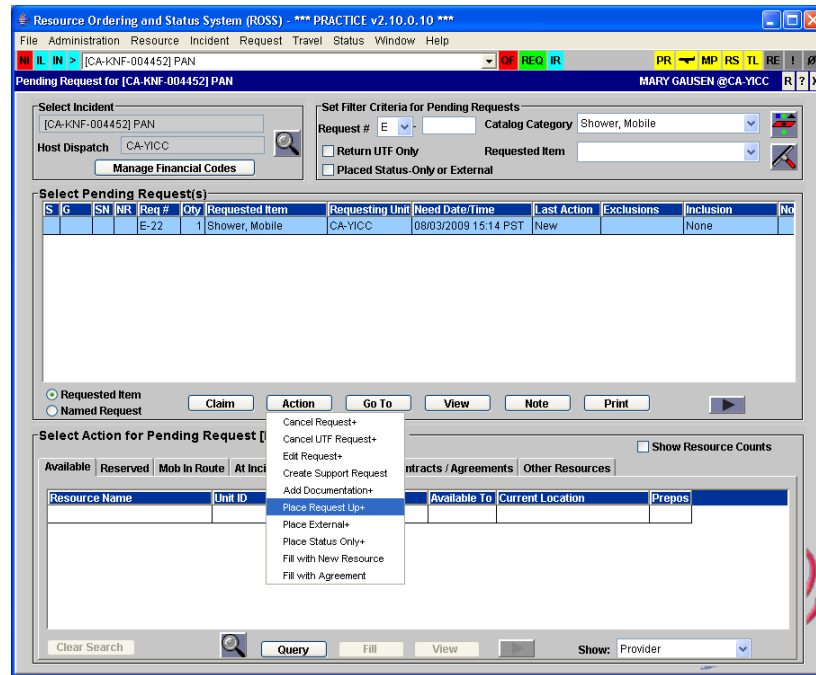 Resource Ordering and Status System (ROSS) - *** PRACTICE v2.10.0.10 ***
File Administration Resource Incident Request Travel Status Window Help
NI IL IN > [CA-KNF-004452] PAN QF REQ IR PR MP RS TL RE !
Pending Request for [CA-KNF-004452] PAN MARY GAUSEN @CA-YICC R ? X
Select Incident Set Filter Criteria for Pending Requests
[CA-KNF-004452] PAN Request # E - Catalog Category Shower, Mobile
Host Dispatch CA-YICC Return UTF Only Requested Item
Manage Financial Codes Placed Status-Only or External
Select Pending Request(s)
S G SN NR Req # Qty Requested Item Requesting Unit Need Date/Time Last Action Exclusions Inclusion No
E-22 1 Shower, Mobile CA-YICC 08/03/2009 15:14 PST New None
Requested Item
Named Request
Claim Action Go To View Note Print
Cancel Request+
Cancel UTF Request+
Edit Request+
Create Support Request
Add Documentation+
Place Request Up+
Place External+
Place Status Only+
Fill with New Resource
Fill with Agreement
Select Action for Pending Request [
Show Resource Counts
Available Reserved Mob In Route At Inci ntracts / Agreements Other Resources
Resource Name Unit ID Available To Current Location Prepos
Clear Search Query Fill View Show: Provider